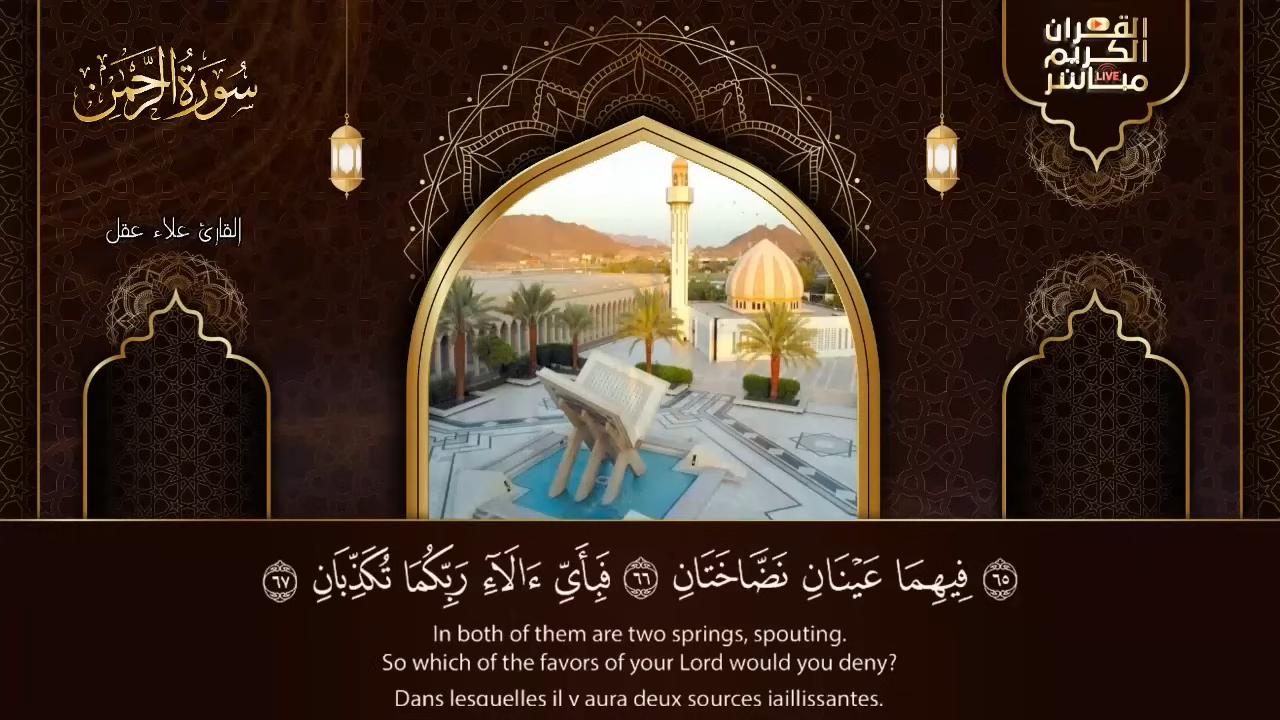 سُورَةُ الرَّحْمَٰن
القرآن
الكريم
مباشر
LIVE
القارئ علاء عقل
٦٥ فِيهِمَا عَيْنَانِ نَضَّاخَتَانِ ٦٦ فَبِأَيِّ ءَالَآءِ رَبِّكُمَا تُكَذِّبَانِ ٦٧
In both of them are two springs, spouting.
So which of the favors of your Lord would you deny?
Dans lesquelles il y aura deux sources jaillissantes.